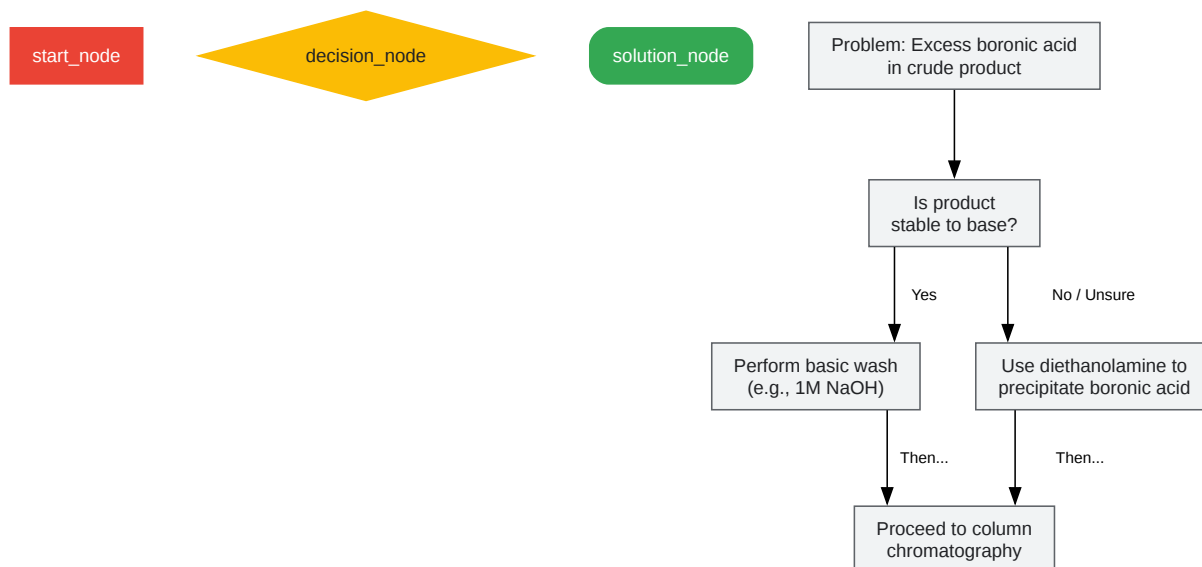 start_node
decision_node
solution_node
Problem: Excess boronic acid
in crude product
Is product
stable to base?
Yes
No / Unsure
Perform basic wash
(e.g., 1M NaOH)
Use diethanolamine to
precipitate boronic acid
Then...
Then...
Proceed to column
chromatography